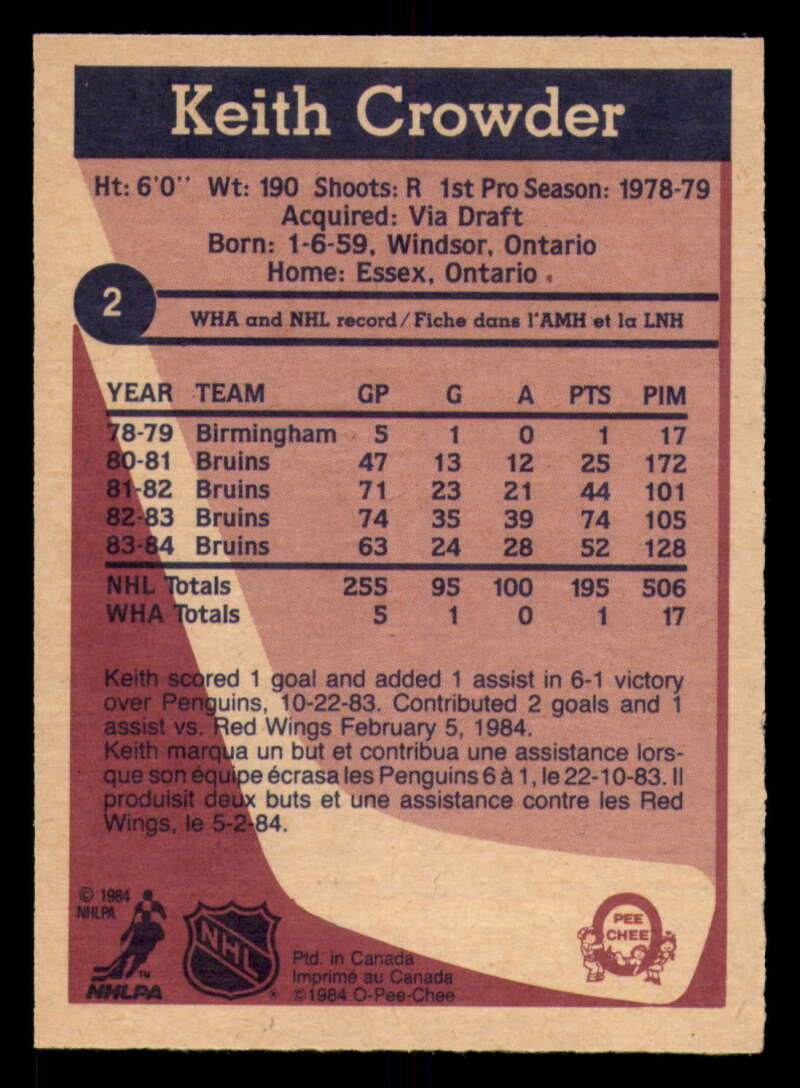 Keith Crowder
Ht: 6'0" Wt: 190 Shoots: R 1st Pro Season: 1978-79
Acquired: Via Draft
Born: 1-6-59, Windsor, Ontario
Home: Essex, Ontario
2
WHA and NHL record/Fiche dans l'AMH et la LNH
YEAR TEAM GP G A PTS PIM
78-79 Birmingham 5 1 0 1 17
80-81 Bruins 47 13 12 25 172
81-82 Bruins 71 23 21 44 101
82-83 Bruins 74 35 39 74 105
83-84 Bruins 63 24 28 52 128
NHL Totals 255 95 100 195 506
WHA Totals 5 1 0 1 17
Keith scored 1 goal and added 1 assist in 6-1 victory
over Penguins, 10-22-83. Contributed 2 goals and 1
assist vs. Red Wings February 5, 1984.
Keith marqua un but et contribua une assistance lors-
que son équipe écrasa les Penguins 6 à 1, le 22-10-83. Il
produisit deux buts et une assistance contre les Red
Wings, le 5-2-84.
© 1984
NHLPA
TM
NHLPA
NHL
®
Ptd. in Canada
Imprimé au Canada
©1984 O-Pee-Chee
PEE
CHEE